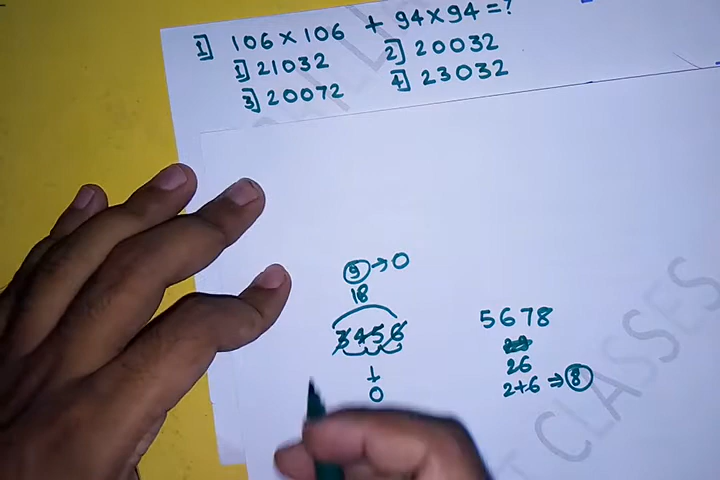 1] 106×106 + 94×94=?
1] 21032 2] 20032
3] 20072 4] 23032
9→0
18
3456
1
0
5678
26
2+6⇒8
CLASSES